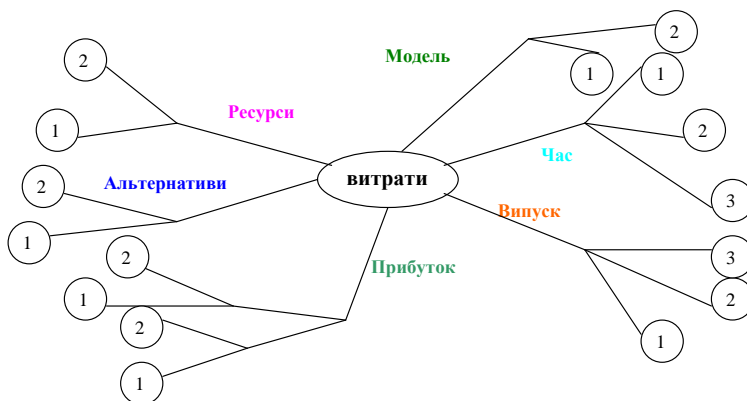 2
Модель
2
1
1
1
Ресурси
2
Час
витрати
2
Альтернативи
3
1
Випуск
2
3
Прибуток
1
2
2
1
1